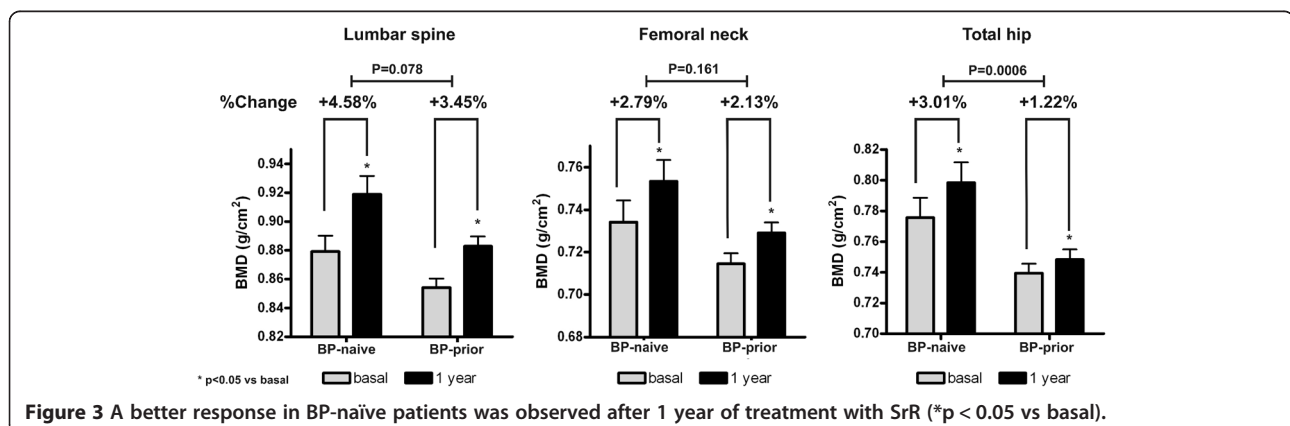 Lumbar spine
Femoral neck
Total hip
P=0.078
P=0.161
P=0.0006
%Change
+4.58%
+3.45%
+2.79%
+2.13%
+3.01%
+1.22%
BMD (g/cm²)
0.94
0.92
0.90
0.88
0.86
0.84
0.82
*
*
BP-naive
BP-prior
BMD (g/cm²)
0.76
0.74
0.72
0.70
0.68
*
*
BP-naive
BP-prior
BMD (g/cm²)
0.82
0.80
0.78
0.76
0.74
0.72
0.70
*
*
BP-naive
BP-prior
* p<0.05 vs basal
basal
1 year
basal
1 year
basal
1 year
Figure 3 A better response in BP-naïve patients was observed after 1 year of treatment with SrR (*p < 0.05 vs basal).